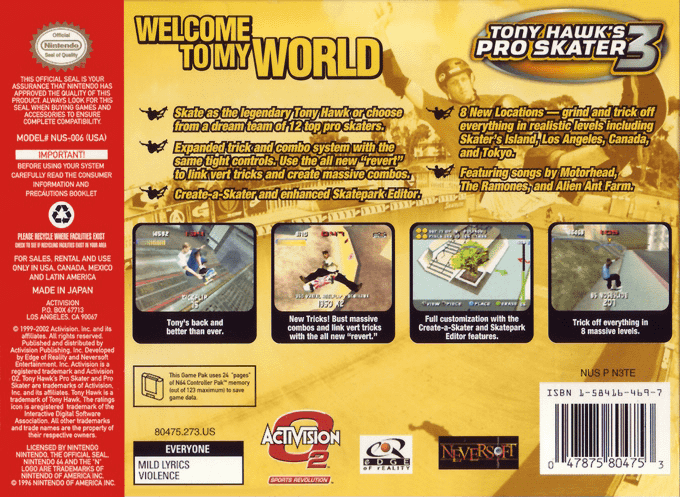 Official
Nintendo
Seal of Quality
THIS OFFICIAL SEAL IS YOUR
ASSURANCE THAT NINTENDO HAS
APPROVED THE QUALITY OF THIS
PRODUCT. ALWAYS LOOK FOR THIS
SEAL WHEN BUYING GAMES AND
ACCESSORIES TO ENSURE
COMPLETE COMPATIBILITY.
MODEL# NUS-006 (USA)
IMPORTANT!
BEFORE USING YOUR SYSTEM
CAREFULLY READ THE CONSUMER
INFORMATION AND
PRECAUTIONS BOOKLET
PLEASE RECYCLE WHERE FACILITIES EXIST
CHECK TO SEE IF RECYCLING FACILITIES EXIST IN YOUR AREA
FOR SALES, RENTAL AND USE
ONLY IN USA, CANADA, MEXICO
AND LATIN AMERICA
MADE IN JAPAN
ACTIVISION
P.O. BOX 67713
LOS ANGELES, CA 90067
© 1999-2002 Activision, Inc. and its
affiliates. All rights reserved.
Published and distributed by
Activision Publishing, Inc. Developed
by Edge of Reality and Neversoft
Entertainment, Inc. Activision is a
registered trademark and Activision
O2, Tony Hawk's Pro Skater and Pro
Skater are trademarks of Activision,
Inc. and its affiliates. Tony Hawk is a
trademark of Tony Hawk. The ratings
icon is a registered trademark of the
Interactive Digital Software
Association. All other trademarks
and trade names are the property of
their respective owners.
LICENSED BY NINTENDO
NINTENDO, THE OFFICIAL SEAL,
NINTENDO 64 AND THE "N"
LOGO ARE TRADEMARKS OF
NINTENDO OF AMERICA INC.
© 1996 NINTENDO OF AMERICA INC.
WELCOME
TO MY WORLD
TONY HAWK'S
PRO SKATER 3
Skate as the legendary Tony Hawk or choose
from a dream team of 12 top pro skaters.
Expanded trick and combo system with the
same tight controls. Use the all new "revert"
to link vert tricks and create massive combos.
Create-a-Skater and enhanced Skatepark Editor.
8 New Locations — grind and trick off
everything in realistic levels including
Skater's Island, Los Angeles, Canada,
and Tokyo.
Featuring songs by Motorhead,
The Ramones, and Alien Ant Farm.
Tony's back and
better than ever.
New Tricks! Bust massive
combos and link vert tricks
with the all new "revert."
Full customization with the
Create-a-Skater and Skatepark
Editor features.
Trick off everything in
8 massive levels.
This Game Pak uses 24 "pages"
of N64 Controller Pak™ memory
(out of 123 maximum) to save
game data.
80475.273.US
EVERYONE
MILD LYRICS
VIOLENCE
ACTIVISION
O2
SPORTS REVOLUTION
EDGE
OF REALITY
NEVERSOFT
NUS P N3TE
ISBN 1-58416-469-7
0 47875 80475 3